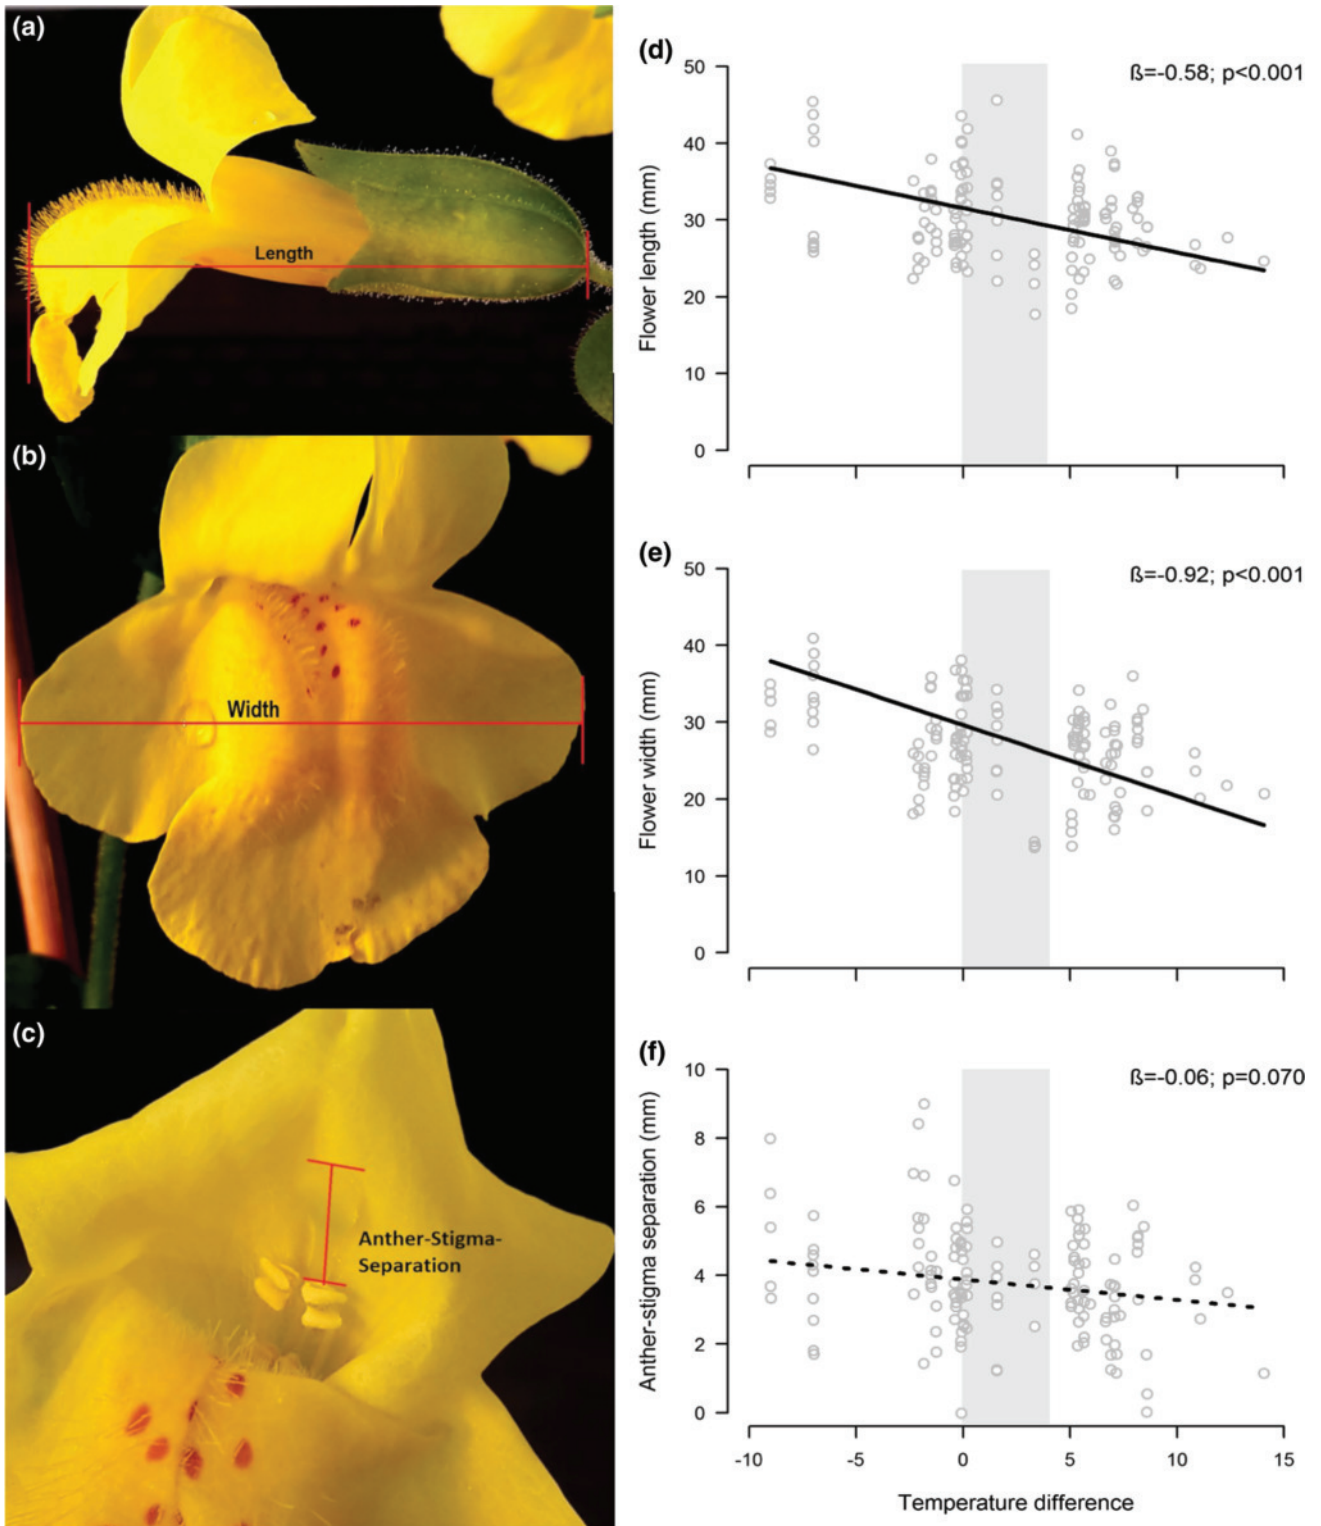 (a)
Length
(b)
Width
(c)
Anther-Stigma-
Separation
(d)
ß=-0.58; p<0.001
50
40
30
20
10
0
Flower length (mm)
(e)
ß=-0.92; p<0.001
50
40
30
20
10
0
Flower width (mm)
(f)
ß=-0.06; p=0.070
10
8
6
4
2
0
Anther-stigma separation (mm)
-10 -5 0 5 10 15
Temperature difference